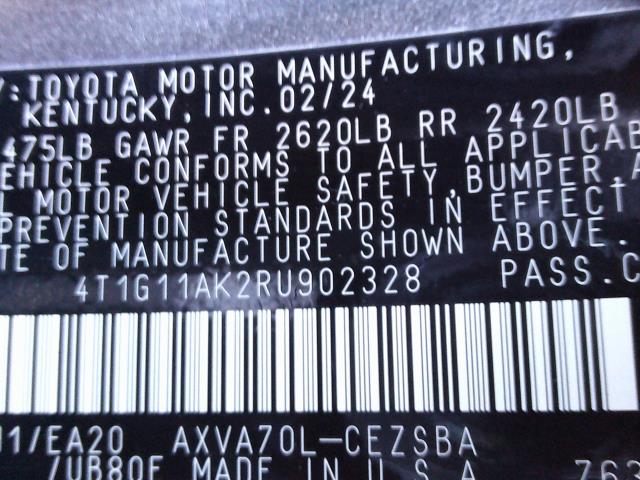 Y: TOYOTA MOTOR MANUFACTURING,
KENTUCKY, INC. 02/24
475LB GAWR FR 2620LB RR 2420LB
EHICLE CONFORMS TO ALL APPLICAB
L MOTOR VEHICLE SAFETY, BUMPER, A
PREVENTION STANDARDS IN EFFECT
TE OF MANUFACTURE SHOWN ABOVE.
4T1G11AK2RU902328 PASS.C
11/EA20 AXVA70L-CEZSBA
/UB80F MADE IN U.S.A. 763